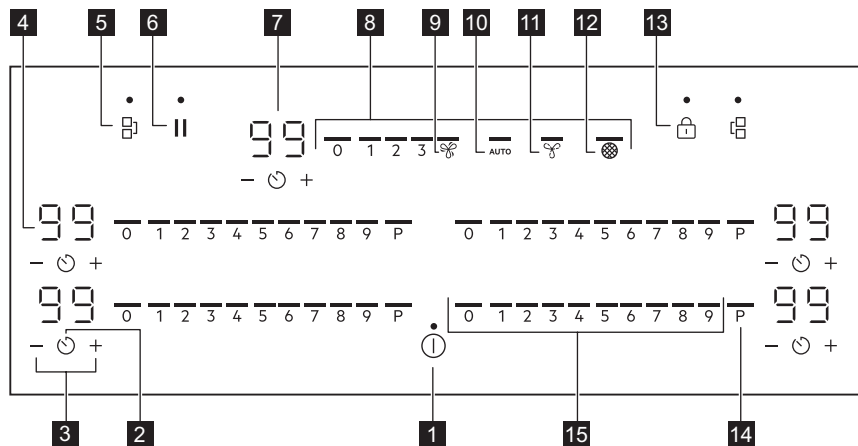 4 5 6 7 8 9 10 11 12 13
99 0 1 2 3 AUTO
− +
99 0 1 2 3 4 5 6 7 8 9 P 0 1 2 3 4 5 6 7 8 9 P 99
− + − +
99 0 1 2 3 4 5 6 7 8 9 P 0 1 2 3 4 5 6 7 8 9 P 99
− + − +
3 2 1 15 14